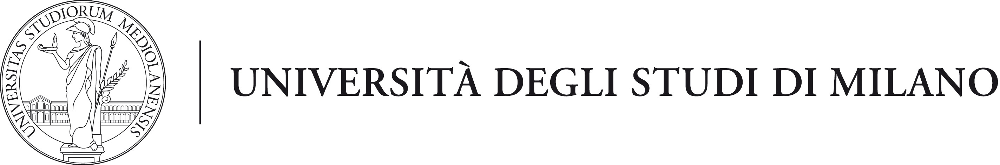 UNIVERSITAS STUDIORUM MEDIOLANENSIS
UNIVERSITÀ DEGLI STUDI DI MILANO